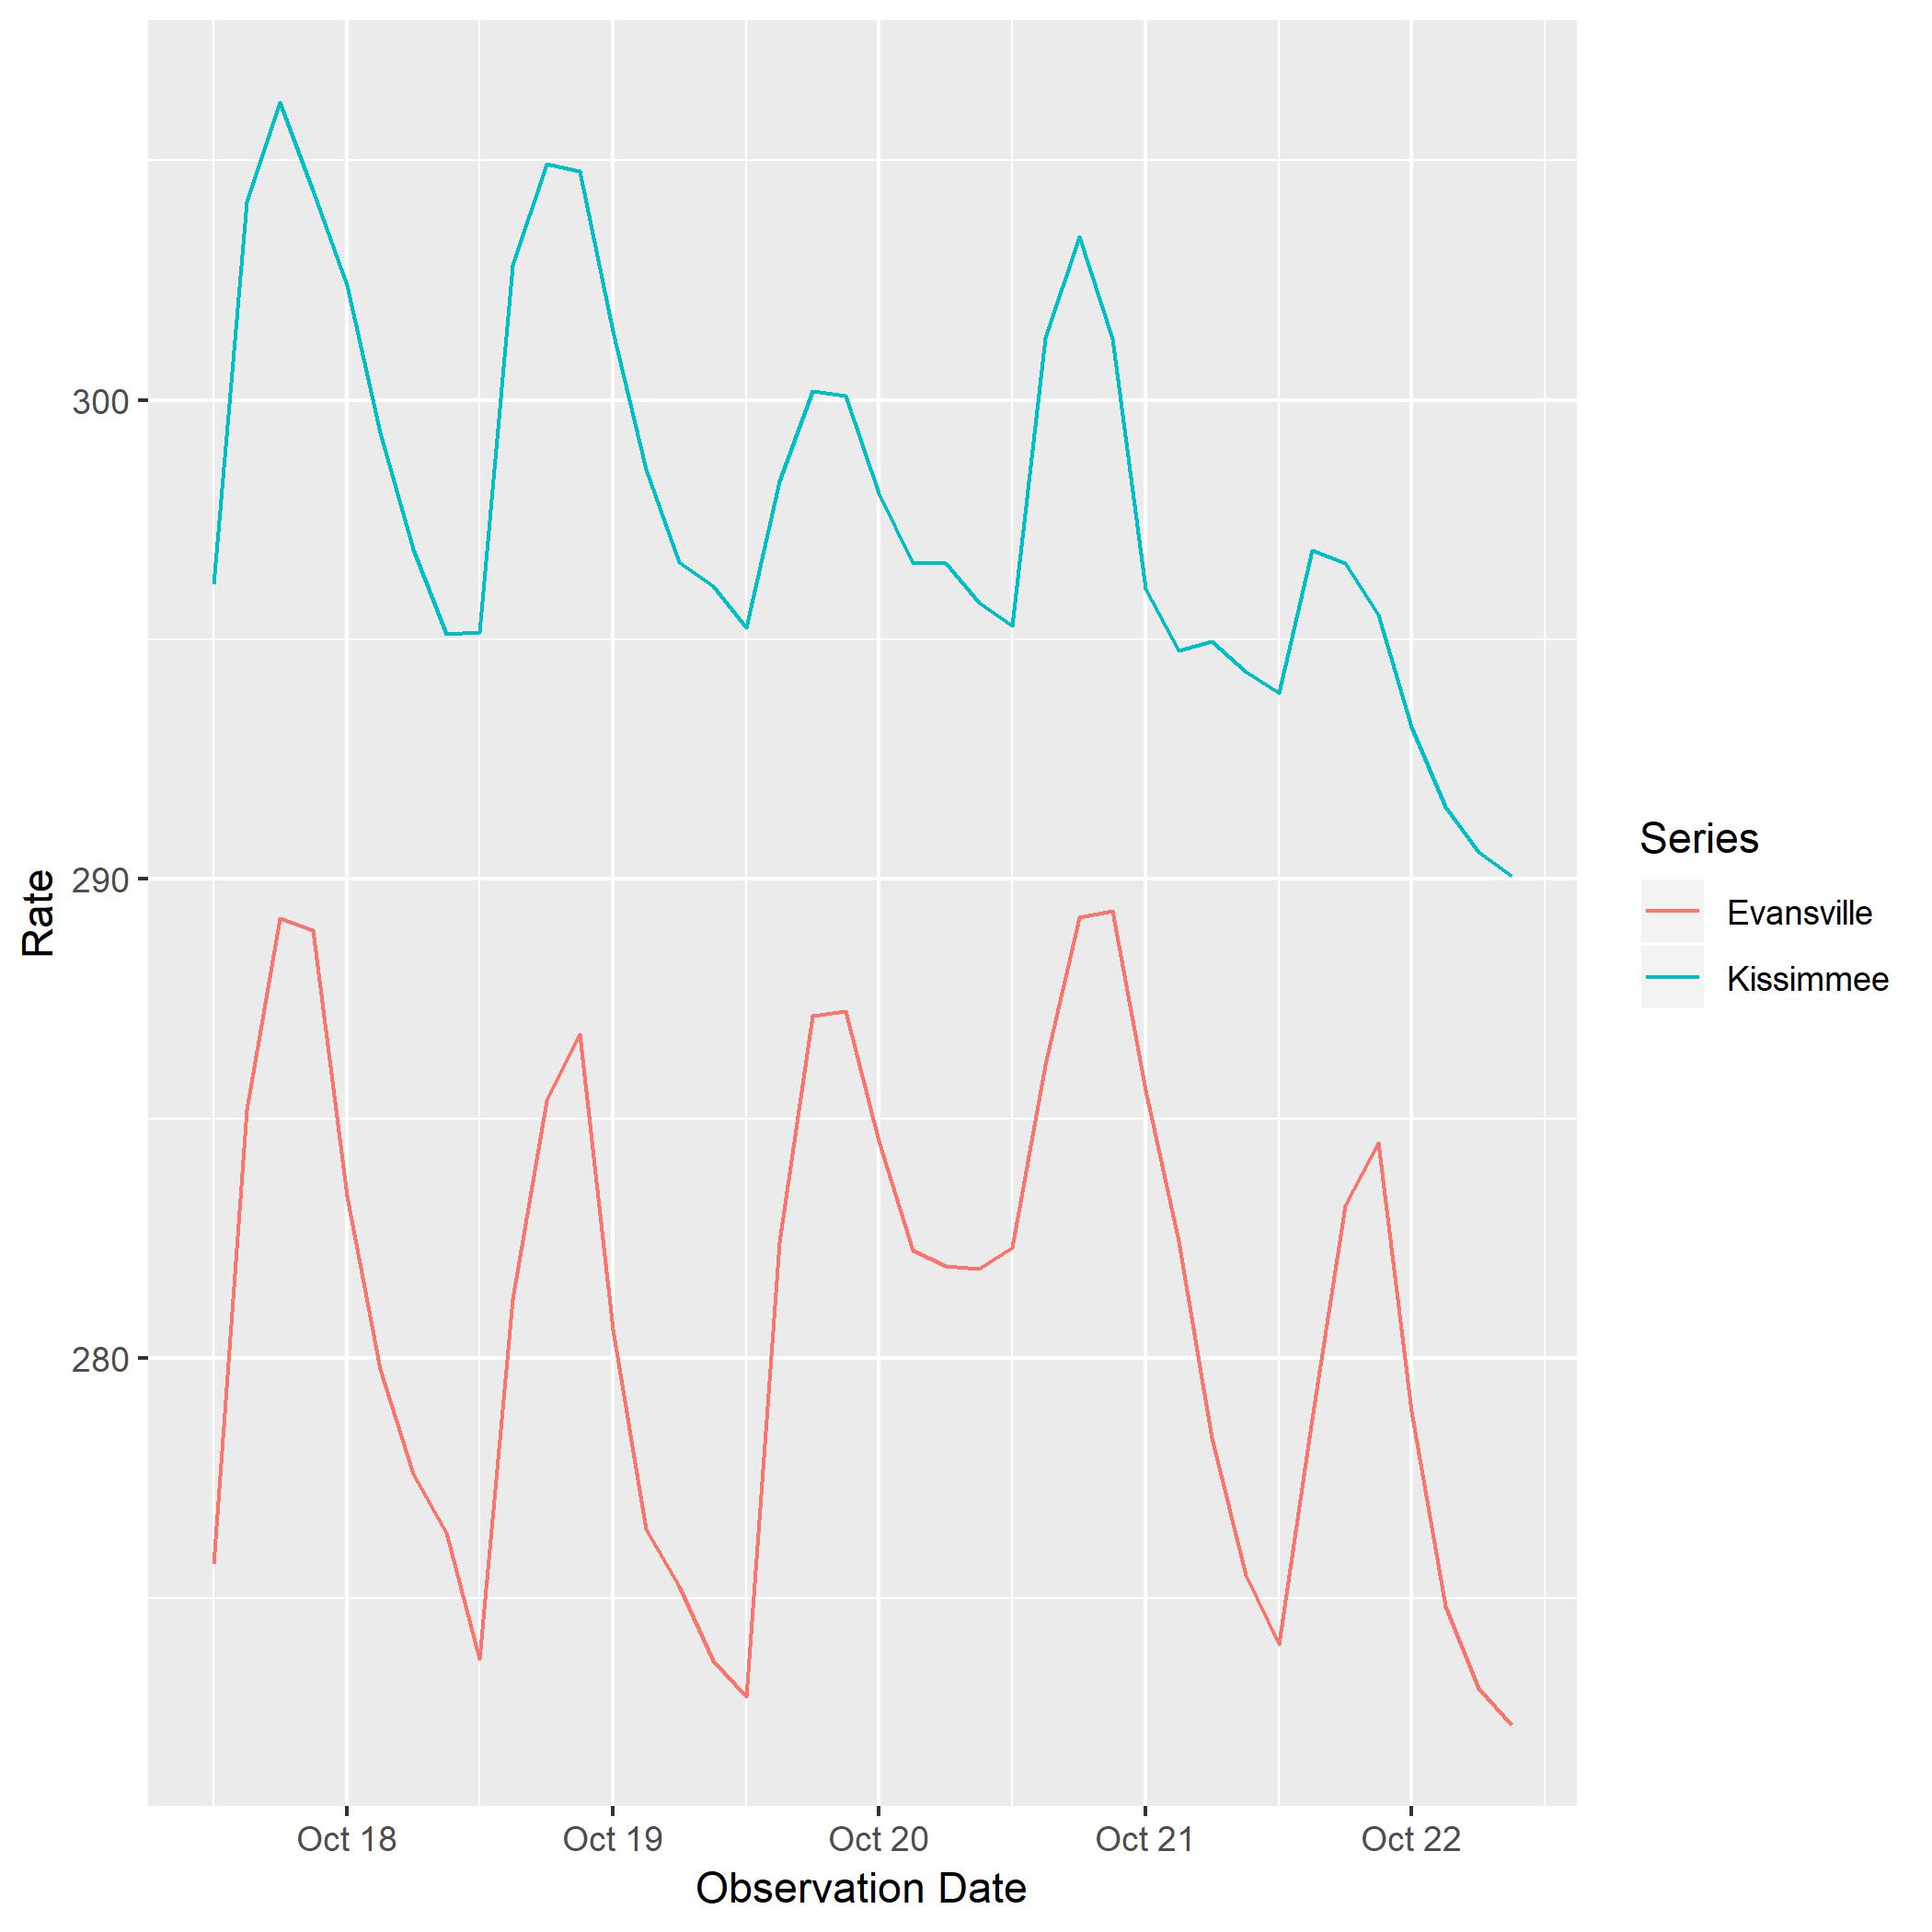 300
290
280
Rate
Oct 18
Oct 19
Oct 20
Oct 21
Oct 22
Observation Date
Series
Evansville
Kissimmee